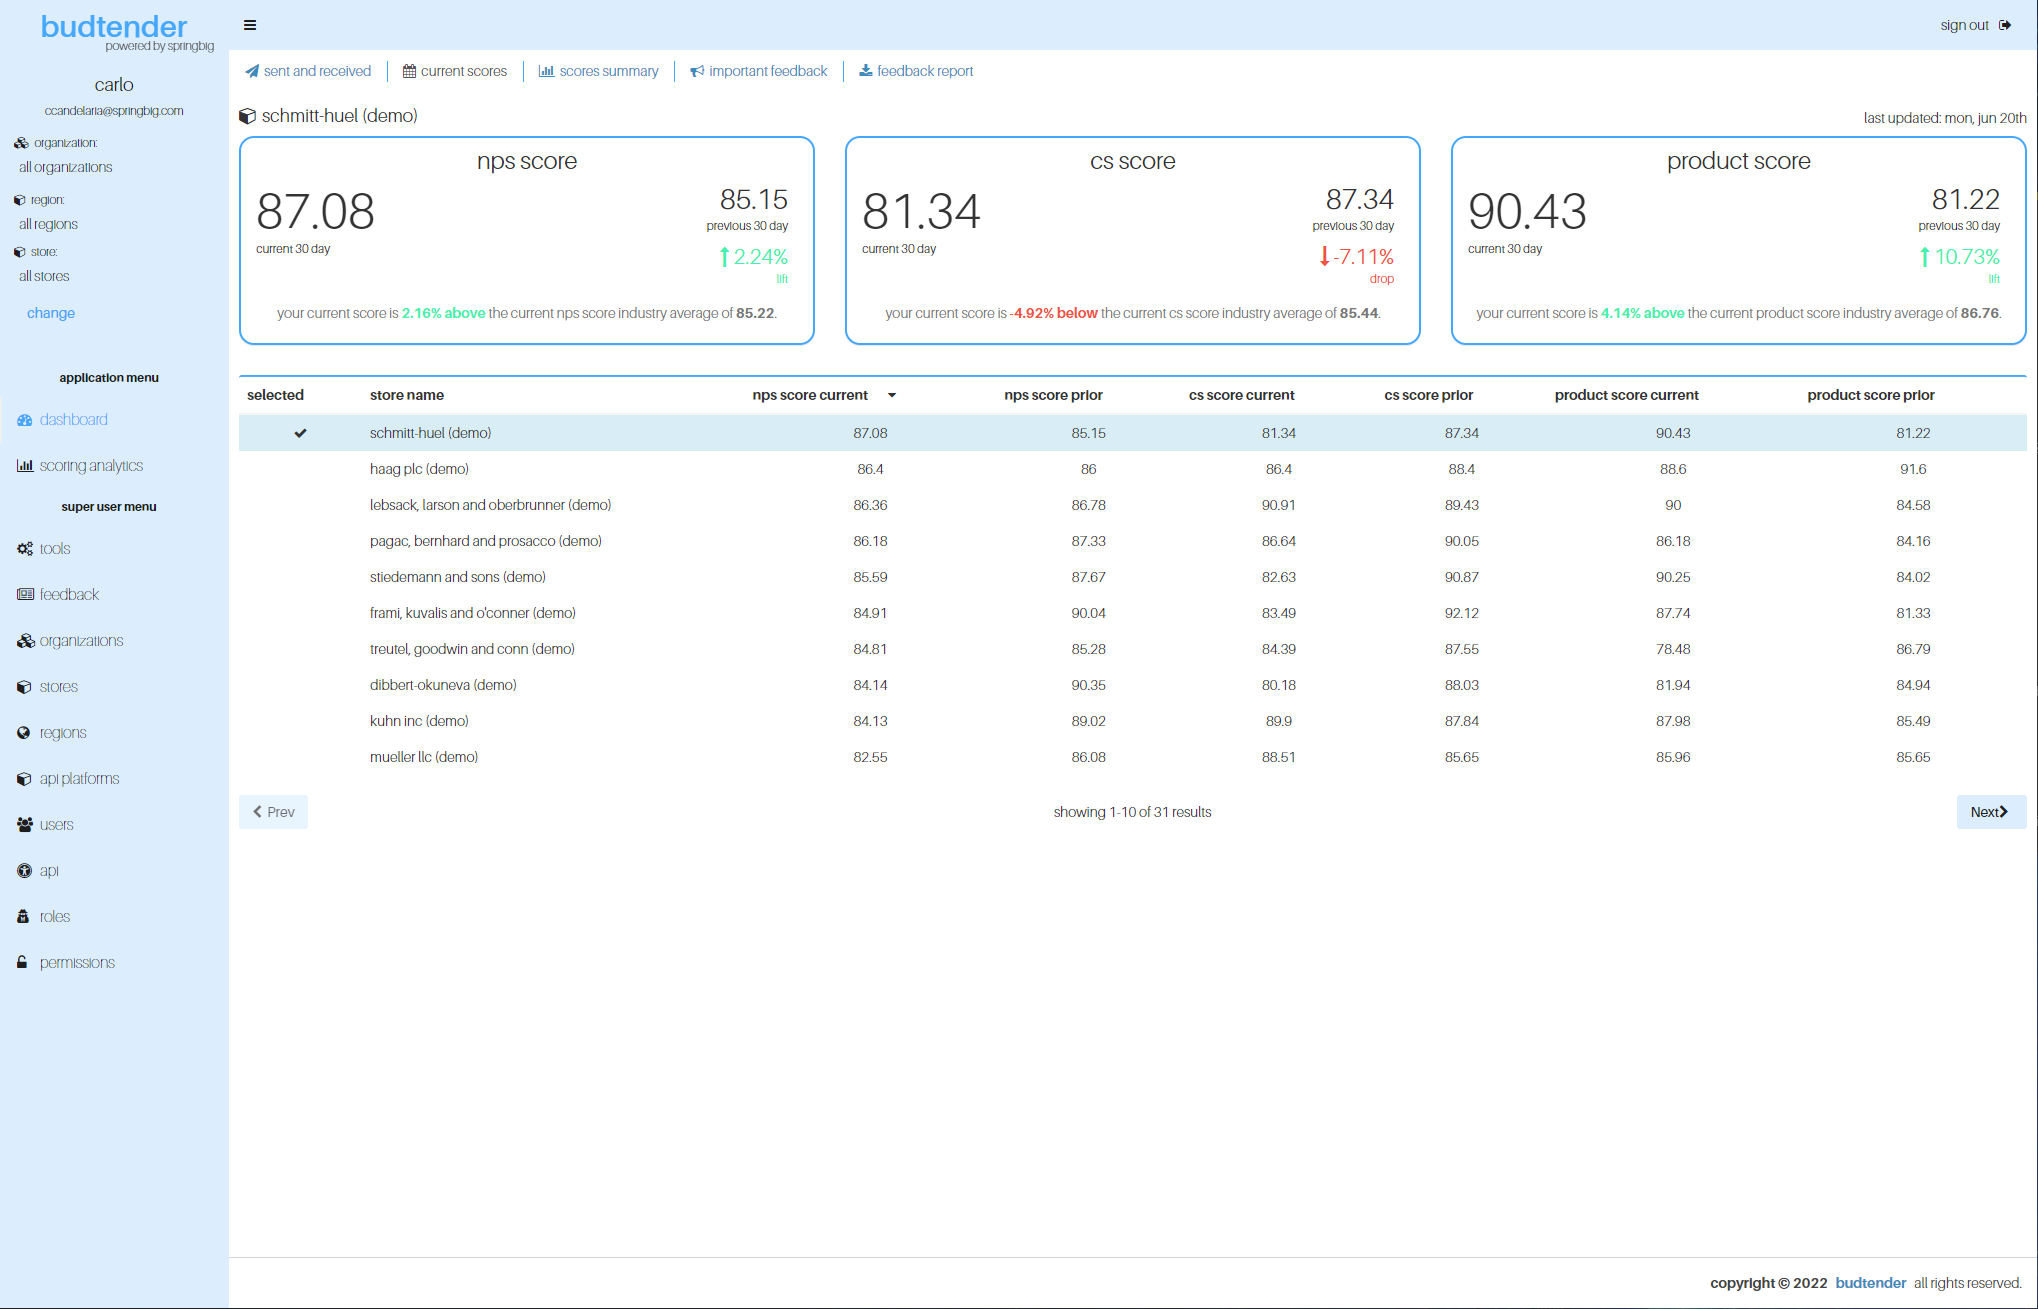 budtender
powered by springbig
carlo
ccandelaria@springbig.com
organization:
all organizations
region:
all regions
store:
all stores
change
application menu
dashboard
scoring analytics
super user menu
tools
feedback
organizations
stores
regions
api platforms
users
api
roles
permissions
sign out
sent and received
current scores
scores summary
important feedback
feedback report
schmitt-huel (demo)
last updated: mon, jun 20th
nps score
87.08
current 30 day
85.15
previous 30 day
2.24%
lift
your current score is 2.16% above the current nps score industry average of 85.22.
cs score
81.34
current 30 day
87.34
previous 30 day
-7.11%
drop
your current score is -4.92% below the current cs score industry average of 85.44.
product score
90.43
current 30 day
81.22
previous 30 day
10.73%
lift
your current score is 4.14% above the current product score industry average of 86.76.
selected store name nps score current nps score prior cs score current cs score prior product score current product score prior
schmitt-huel (demo) 87.08 85.15 81.34 87.34 90.43 81.22
haag plc (demo) 86.4 86 86.4 88.4 88.6 91.6
lebsack, larson and oberbrunner (demo) 86.36 86.78 90.91 89.43 90 84.58
pagac, bernhard and prosacco (demo) 86.18 87.33 86.64 90.05 86.18 84.16
stiedemann and sons (demo) 85.59 87.67 82.63 90.87 90.25 84.02
frami, kuvalis and o'conner (demo) 84.91 90.04 83.49 92.12 87.74 81.33
treutel, goodwin and conn (demo) 84.81 85.28 84.39 87.55 78.48 86.79
dibbert-okuneva (demo) 84.14 90.35 80.18 88.03 81.94 84.94
kuhn inc (demo) 84.13 89.02 89.9 87.84 87.98 85.49
mueller llc (demo) 82.55 86.08 88.51 85.65 85.96 85.65
Prev
showing 1-10 of 31 results
Next
copyright © 2022 budtender all rights reserved.